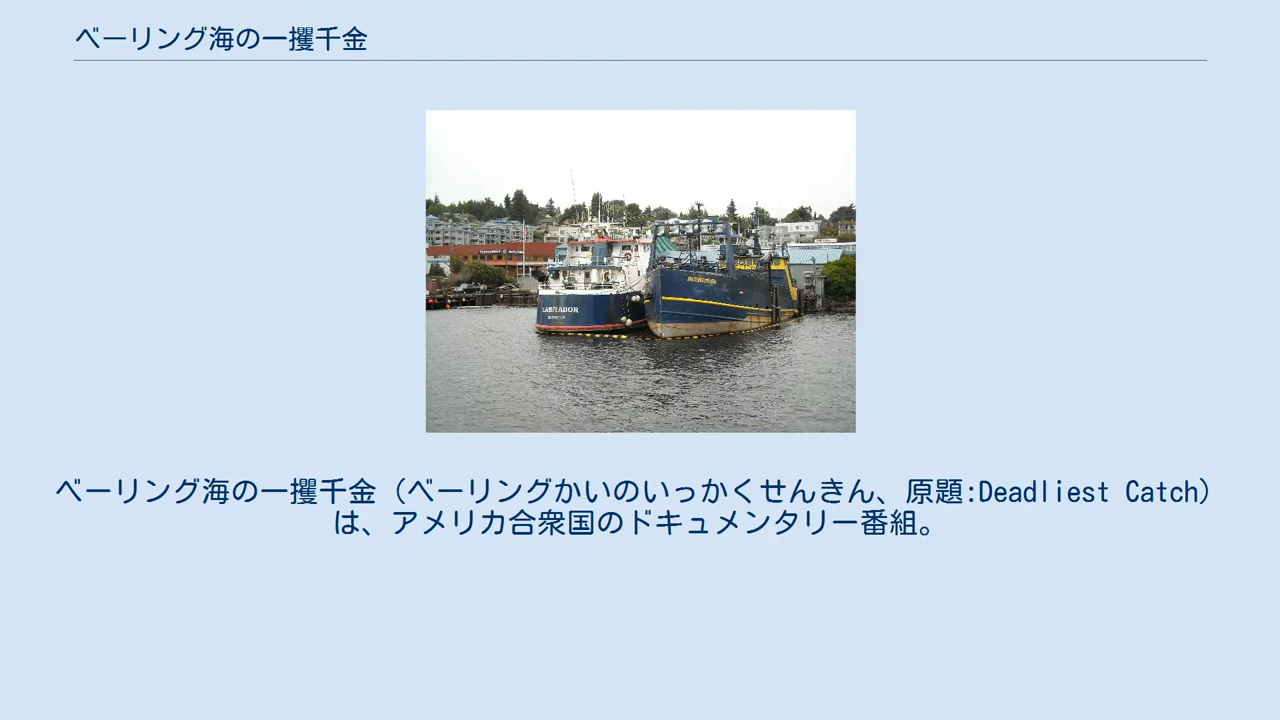 ベーリング海の一攫千金
LABRADOR
ベーリング海の一攫千金（ベーリングかいのいっかくせんきん、原題:Deadliest Catch）
は、アメリカ合衆国のドキュメンタリー番組。